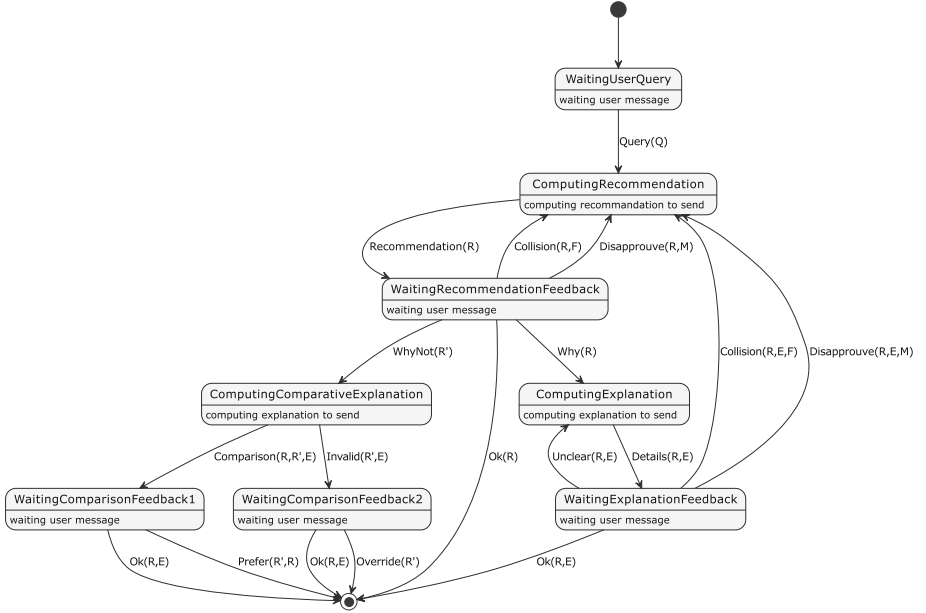 WaitingUserQuery
waiting user message
Query(Q)
ComputingRecommendation
computing recommandation to send
Recommendation(R)
Collision(R,F)
Disapprouve(R,M)
WaitingRecommendationFeedback
waiting user message
WhyNot(R')
Why(R)
Collision(R,E,F)
Disapprouve(R,E,M)
ComputingComparativeExplanation
computing explanation to send
ComputingExplanation
computing explanation to send
Comparison(R,R',E)
Invalid(R',E)
Ok(R)
Unclear(R,E)
Details(R,E)
WaitingComparisonFeedback1
waiting user message
WaitingComparisonFeedback2
waiting user message
WaitingExplanationFeedback
waiting user message
Ok(R,E)
Prefer(R',R)
Ok(R,E)
Override(R')
Ok(R,E)